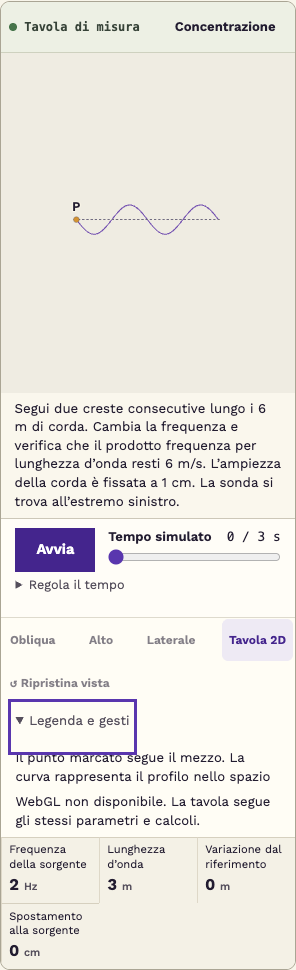 Tavola di misura Concentrazione
P
Segui due creste consecutive lungo i 6
m di corda. Cambia la frequenza e
verifica che il prodotto frequenza per
lunghezza d’onda resti 6 m/s. L’ampiezza
della corda è fissata a 1 cm. La sonda si
trova all’estremo sinistro.
Avvia
Tempo simulato 0 / 3 s
▶ Regola il tempo
Obliqua Alto Laterale Tavola 2D
↺ Ripristina vista
▼ Legenda e gesti
Il punto marcato segue il mezzo. La
curva rappresenta il profilo nello spazio
WebGL non disponibile. La tavola segue
gli stessi parametri e calcoli.
Frequenza
della sorgente
2 Hz
Lunghezza
d’onda
3 m
Variazione dal
riferimento
0 m
Spostamento
alla sorgente
0 cm